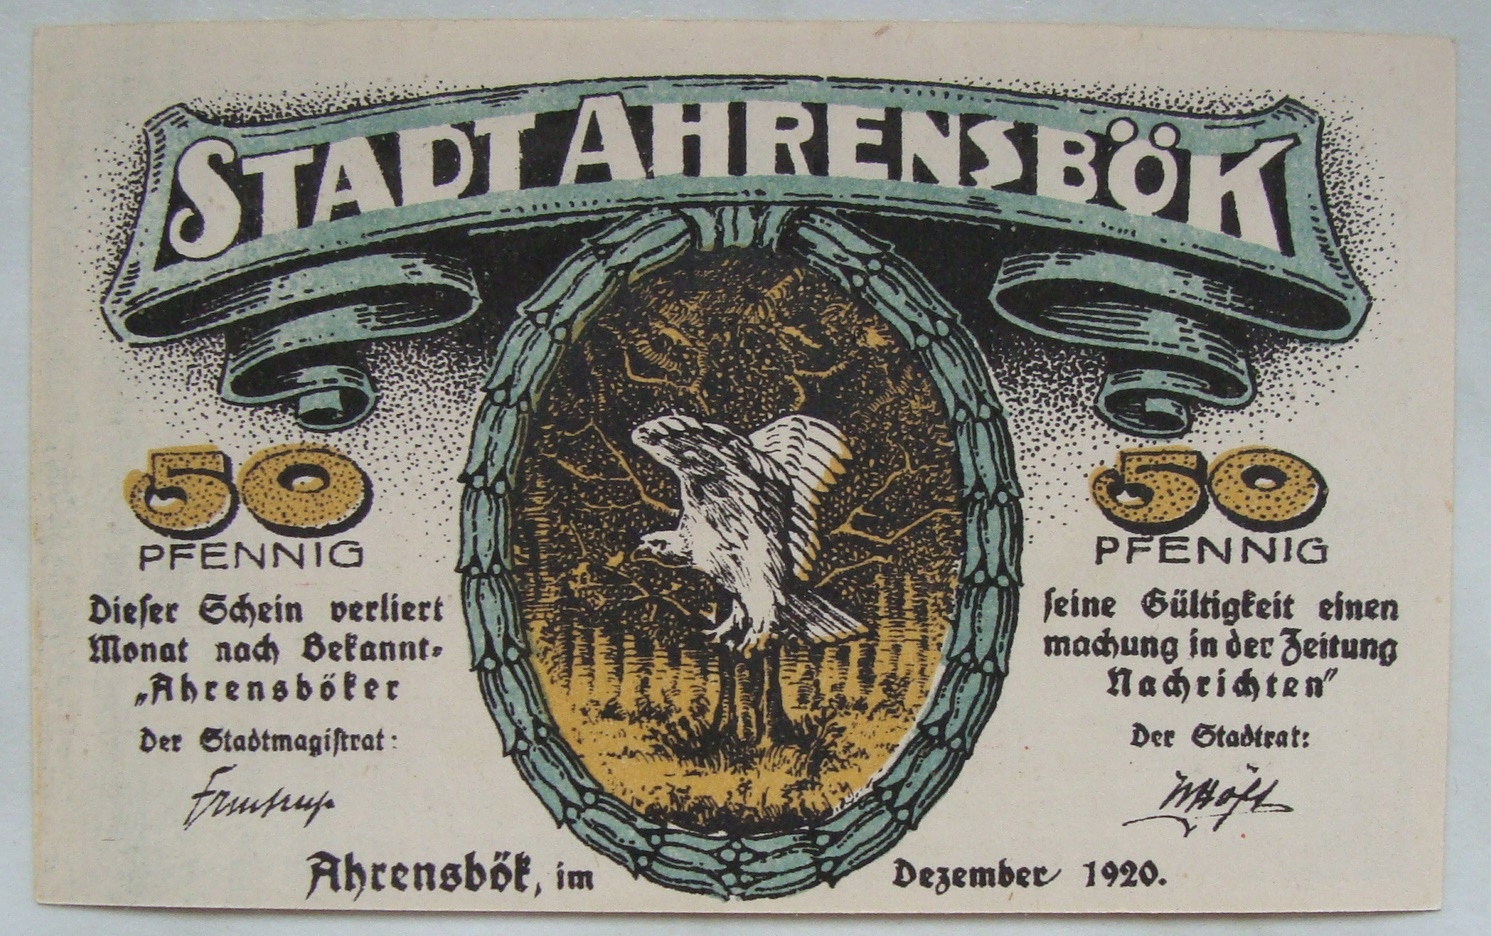 STADT AHRENSBÖK
50 50
PFENNIG PFENNIG
Dieser Schein verliert seine Gültigkeit einen
Monat nach Bekannt- machung in der Zeitung
„Ahrensböker Nachrichten"
Der Stadtmagistrat: Der Stadtrat:
Ahrensbök, im Dezember 1920.